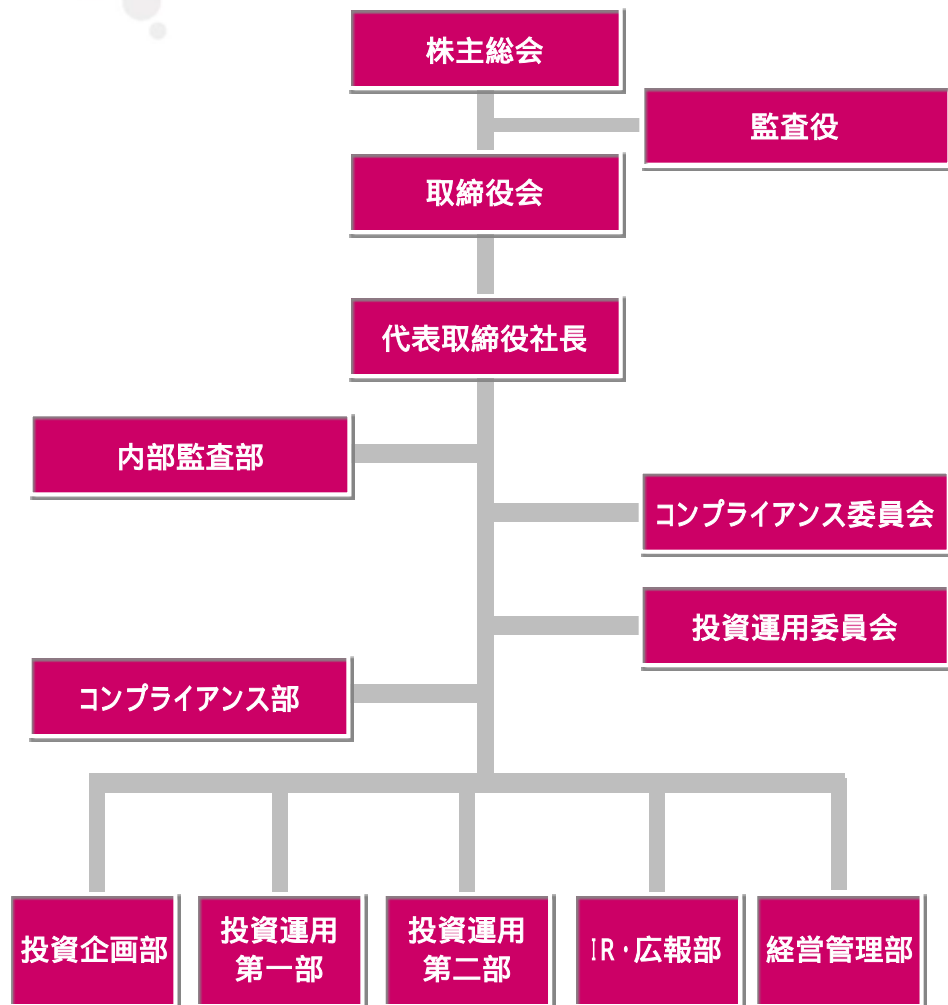 株主総会
監査役
取締役会
代表取締役社長
内部監査部
コンプライアンス委員会
投資運用委員会
コンプライアンス部
投資企画部
投資運用
第一部
投資運用
第二部
IR・広報部
経営管理部